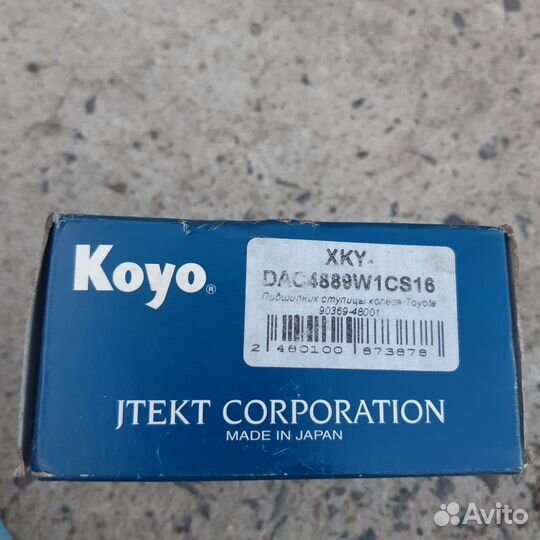 Koyo®
XKY-
DAC4889W1CS16
Подшипник ступицы колеса Toyota
90369-48001
2 480100 873878
JTEKT CORPORATION
MADE IN JAPAN
Avito